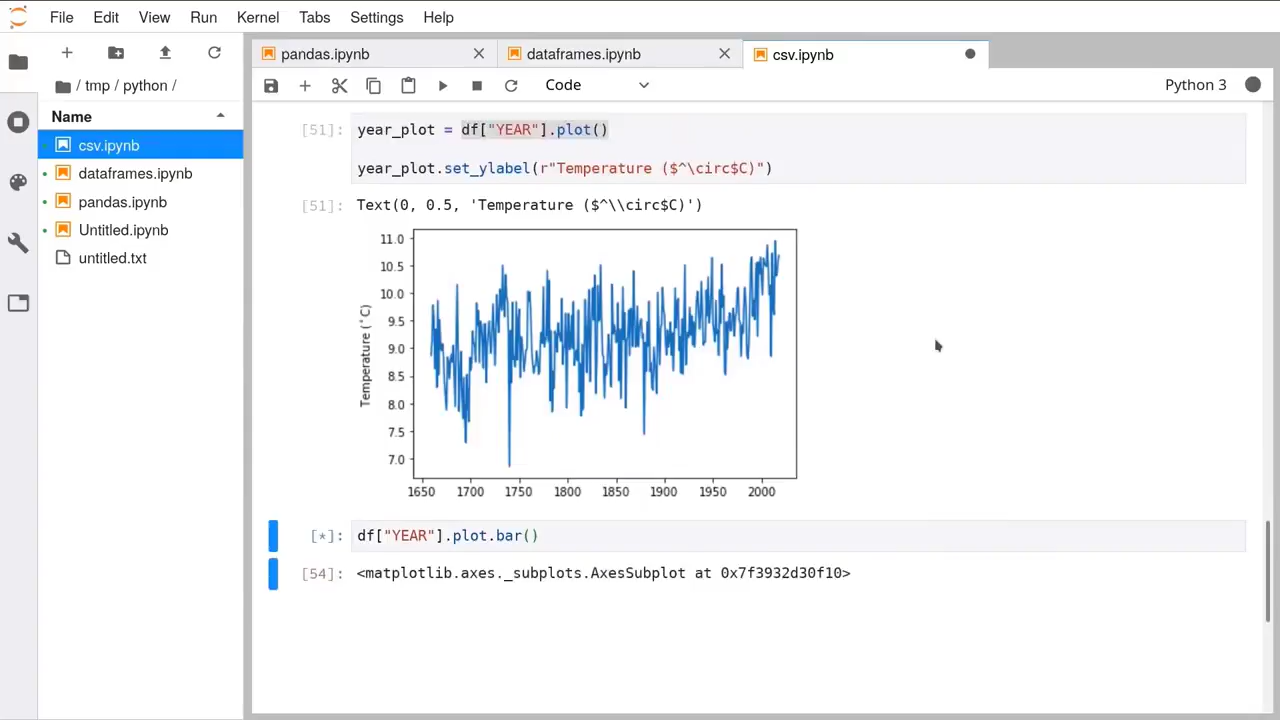 File Edit View Run Kernel Tabs Settings Help
pandas.ipynb
dataframes.ipynb
csv.ipynb
/ tmp / python /
Code
Python 3
Name
csv.ipynb
dataframes.ipynb
pandas.ipynb
Untitled.ipynb
untitled.txt
[51]: year_plot = df["YEAR"].plot()
year_plot.set_ylabel(r"Temperature ($^\circ$C)")
[51]: Text(0, 0.5, 'Temperature ($^\\circ$C)')
11.0
10.5
10.0
9.5
9.0
8.5
8.0
7.5
7.0
Temperature (°C)
1650 1700 1750 1800 1850 1900 1950 2000
[*]: df["YEAR"].plot.bar()
[54]: <matplotlib.axes._subplots.AxesSubplot at 0x7f3932d30f10>